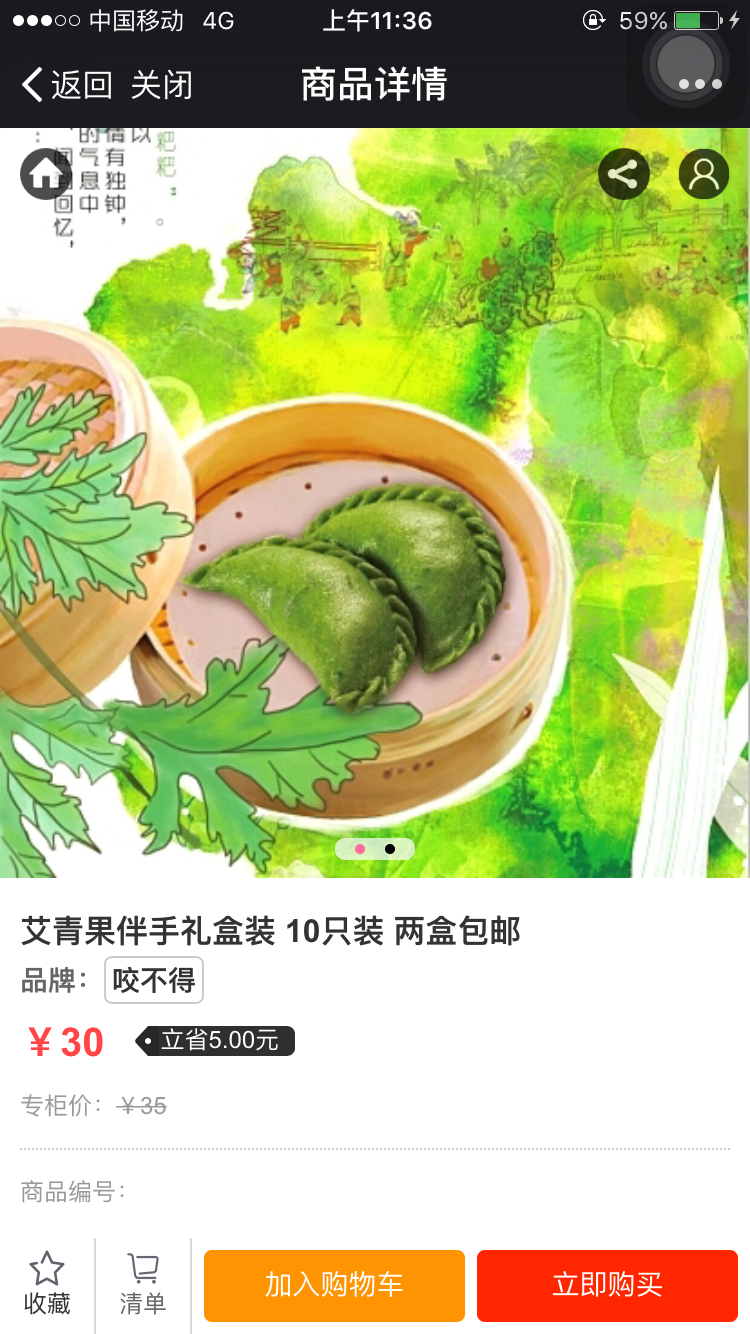 中国移动 4G 上午11:36 59%
返回 关闭 商品详情
以
粑粑”。
情有独钟，
的气息中
回忆，
艾青果伴手礼盒装 10只装 两盒包邮
品牌： 咬不得
￥30 立省5.00元
专柜价： ￥35
商品编号：
收藏 清单 加入购物车 立即购买